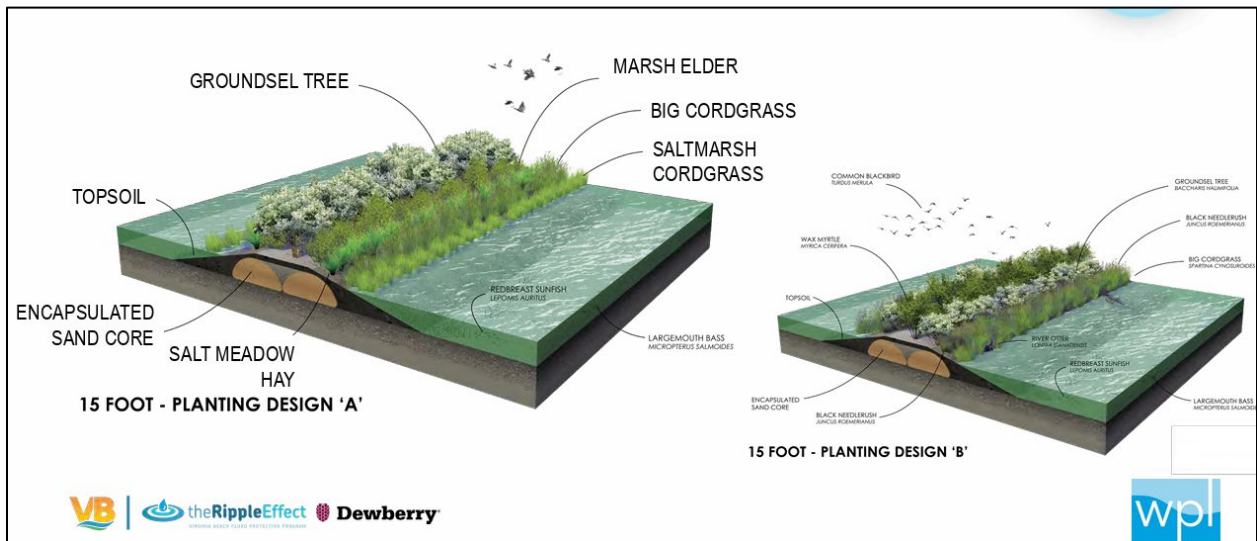 GROUNDSEL TREE
MARSH ELDER
BIG CORDGRASS
SALTMARSH
CORDGRASS
TOPSOIL
ENCAPSULATED
SAND CORE
SALT MEADOW
HAY
REDBREAST SUNFISH
LEPOMIS AURITUS
LARGEMOUTH BASS
MICROPTERUS SALMOIDES
15 FOOT - PLANTING DESIGN 'A'
COMMON BLACKBIRD
TURDUS MERULA
GROUNDSEL TREE
BACCHARIS HALIMIFOLIA
WAX MYRTLE
MYRICA CERIFERA
BLACK NEEDLERUSH
JUNCUS ROEMERIANUS
BIG CORDGRASS
SPARTINA CYNOSUROIDES
TOPSOIL
RIVER OTTER
LONTRA CANADENSIS
REDBREAST SUNFISH
LEPOMIS AURITUS
ENCAPSULATED
SAND CORE
BLACK NEEDLERUSH
JUNCUS ROEMERIANUS
LARGEMOUTH BASS
MICROPTERUS SALMOIDES
15 FOOT - PLANTING DESIGN 'B'
VB
theRippleEffect
VIRGINIA BEACH FLOOD PROTECTION PROGRAM
Dewberry
wpl